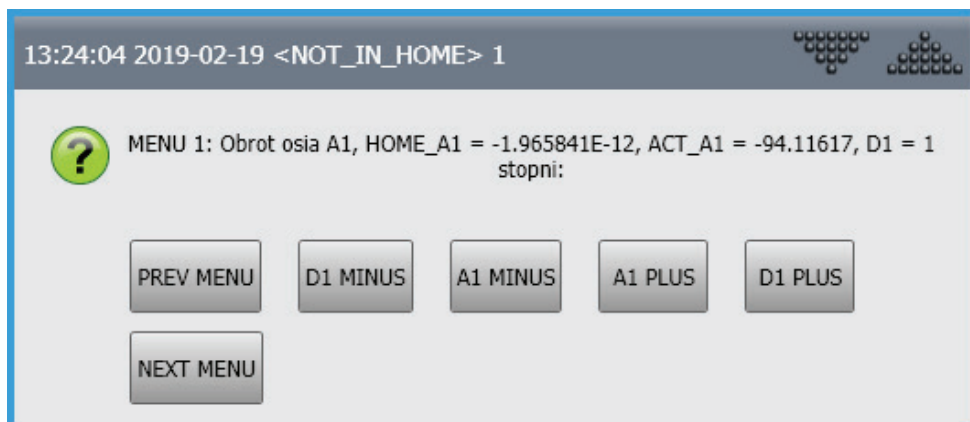 13:24:04 2019-02-19 <NOT_IN_HOME> 1
MENU 1: Obrot osia A1, HOME_A1 = -1.965841E-12, ACT_A1 = -94.11617, D1 = 1
stopni:
PREV MENU D1 MINUS A1 MINUS A1 PLUS D1 PLUS
NEXT MENU